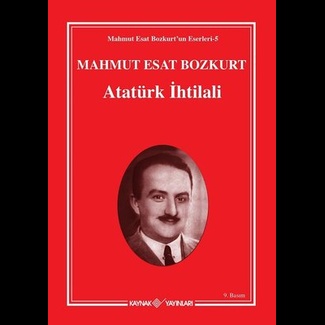 Mahmut Esat Bozkurt'un Eserleri-5
MAHMUT ESAT BOZKURT
Atatürk İhtilali
9. Basım
KAYNAK YAYINLARI